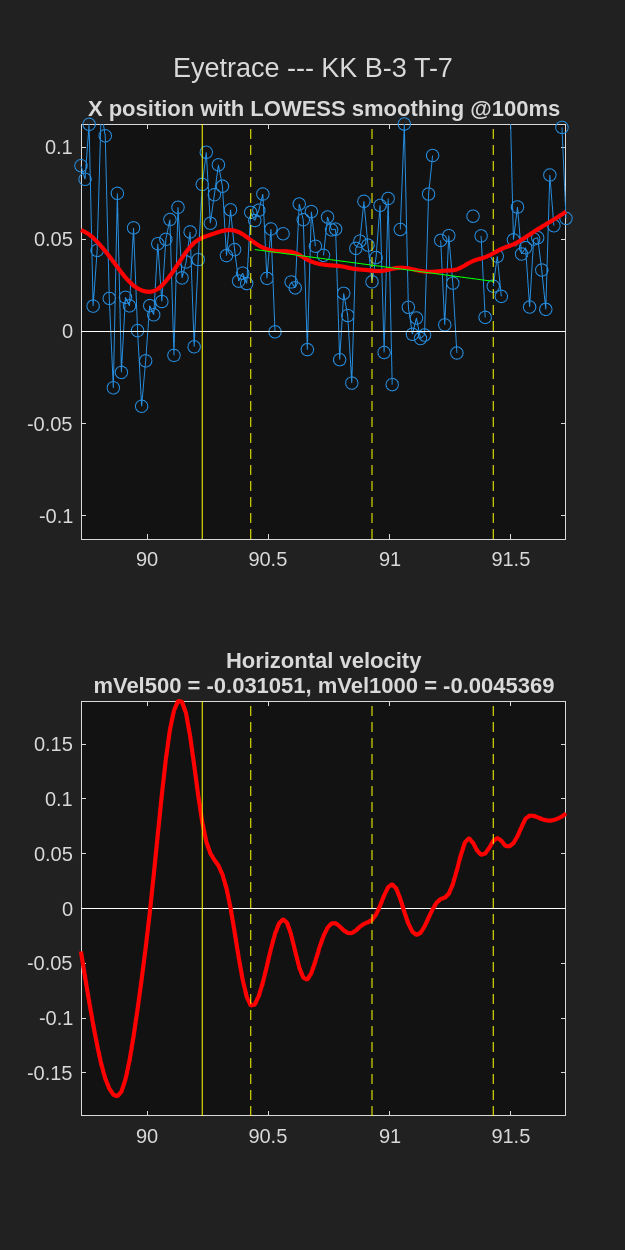 Eyetrace --- KK B-3 T-7
X position with LOWESS smoothing @100ms
0.1
0.05
0
-0.05
-0.1
90 90.5 91 91.5
Horizontal velocity
mVel500 = -0.031051, mVel1000 = -0.0045369
0.15
0.1
0.05
0
-0.05
-0.1
-0.15
90 90.5 91 91.5